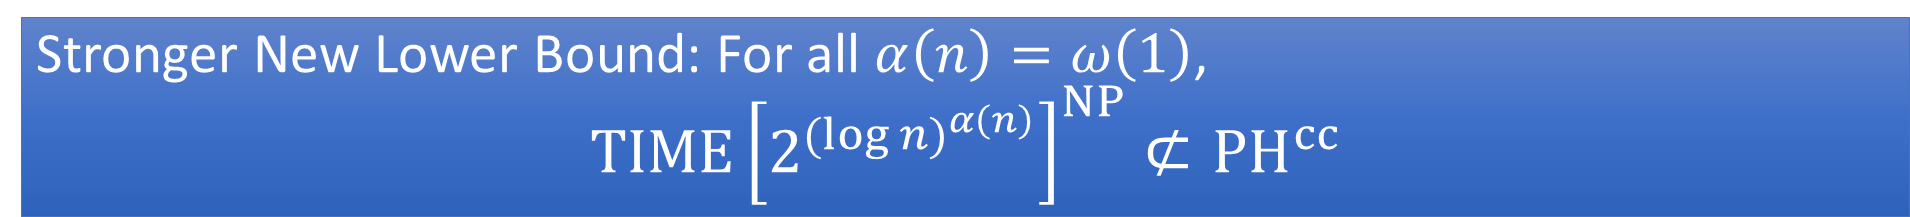 Stronger New Lower Bound: For all α(n) = ω(1),
TIME[2^{(log n)^{α(n)}}]^{NP} ⊄ PH^{cc}